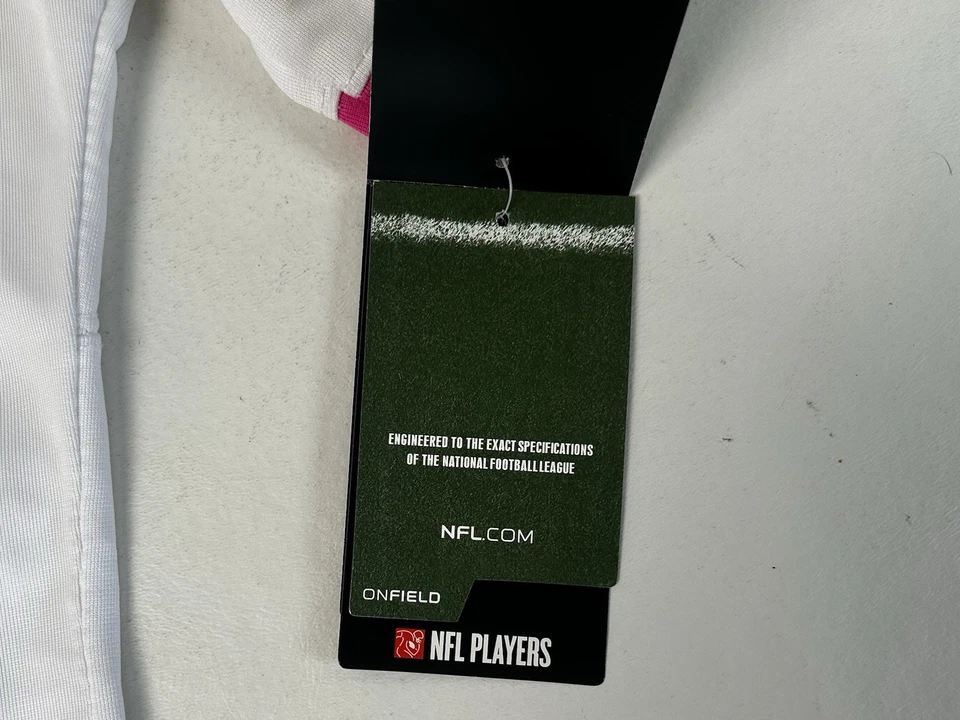 ENGINEERED TO THE EXACT SPECIFICATIONS
OF THE NATIONAL FOOTBALL LEAGUE
NFL.COM
ONFIELD
NFL PLAYERS